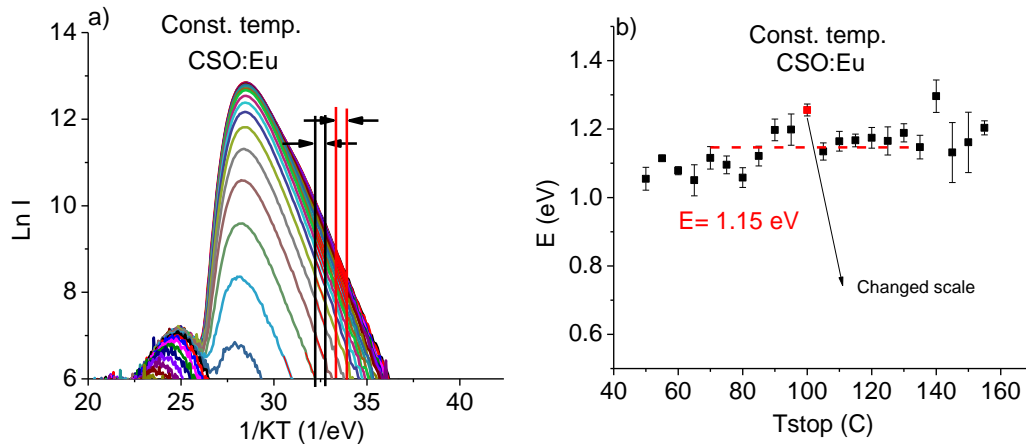 a)
Const. temp.
CSO:Eu
14
12
10
8
6
Ln I
20
25
30
35
40
1/KT (1/eV)
b)
Const. temp.
CSO:Eu
1.4
1.2
1.0
0.8
0.6
E (eV)
E= 1.15 eV
Changed scale
40
60
80
100
120
140
160
Tstop (C)